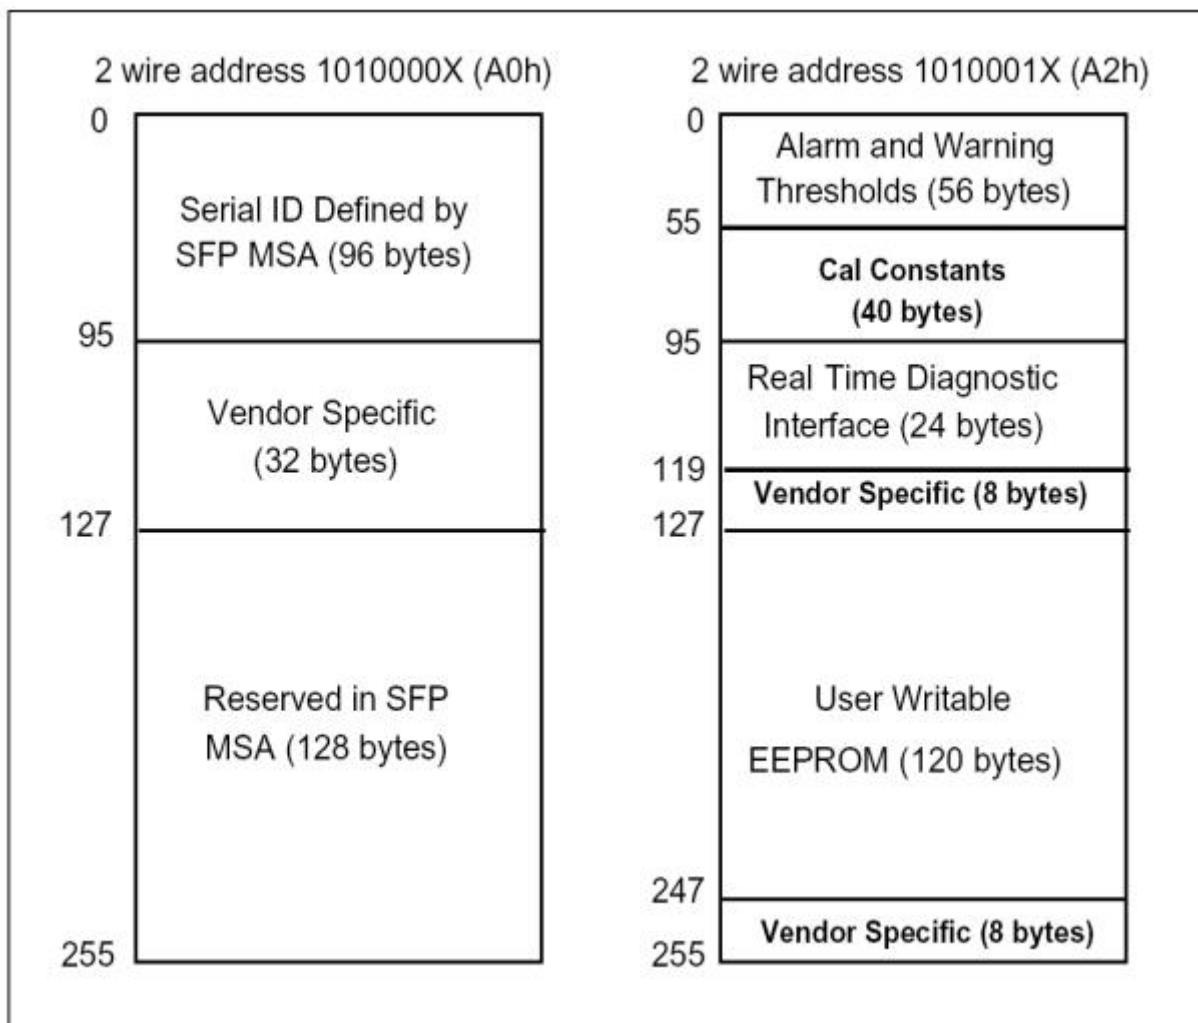 2 wire address 1010000X (A0h)
0
Serial ID Defined by
SFP MSA (96 bytes)
95
Vendor Specific
(32 bytes)
127
Reserved in SFP
MSA (128 bytes)
255
2 wire address 1010001X (A2h)
0
Alarm and Warning
Thresholds (56 bytes)
55
Cal Constants
(40 bytes)
95
Real Time Diagnostic
Interface (24 bytes)
119
Vendor Specific (8 bytes)
127
User Writable
EEPROM (120 bytes)
247
Vendor Specific (8 bytes)
255